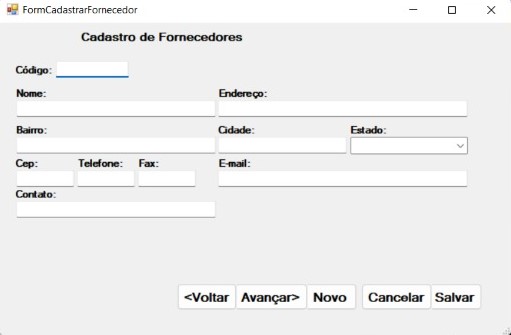 FormCadastrarFornecedor
Cadastro de Fornecedores
Código:
Nome: Endereço:
Bairro: Cidade: Estado:
Cep: Telefone: Fax: E-mail:
Contato:
<Voltar Avançar> Novo Cancelar Salvar